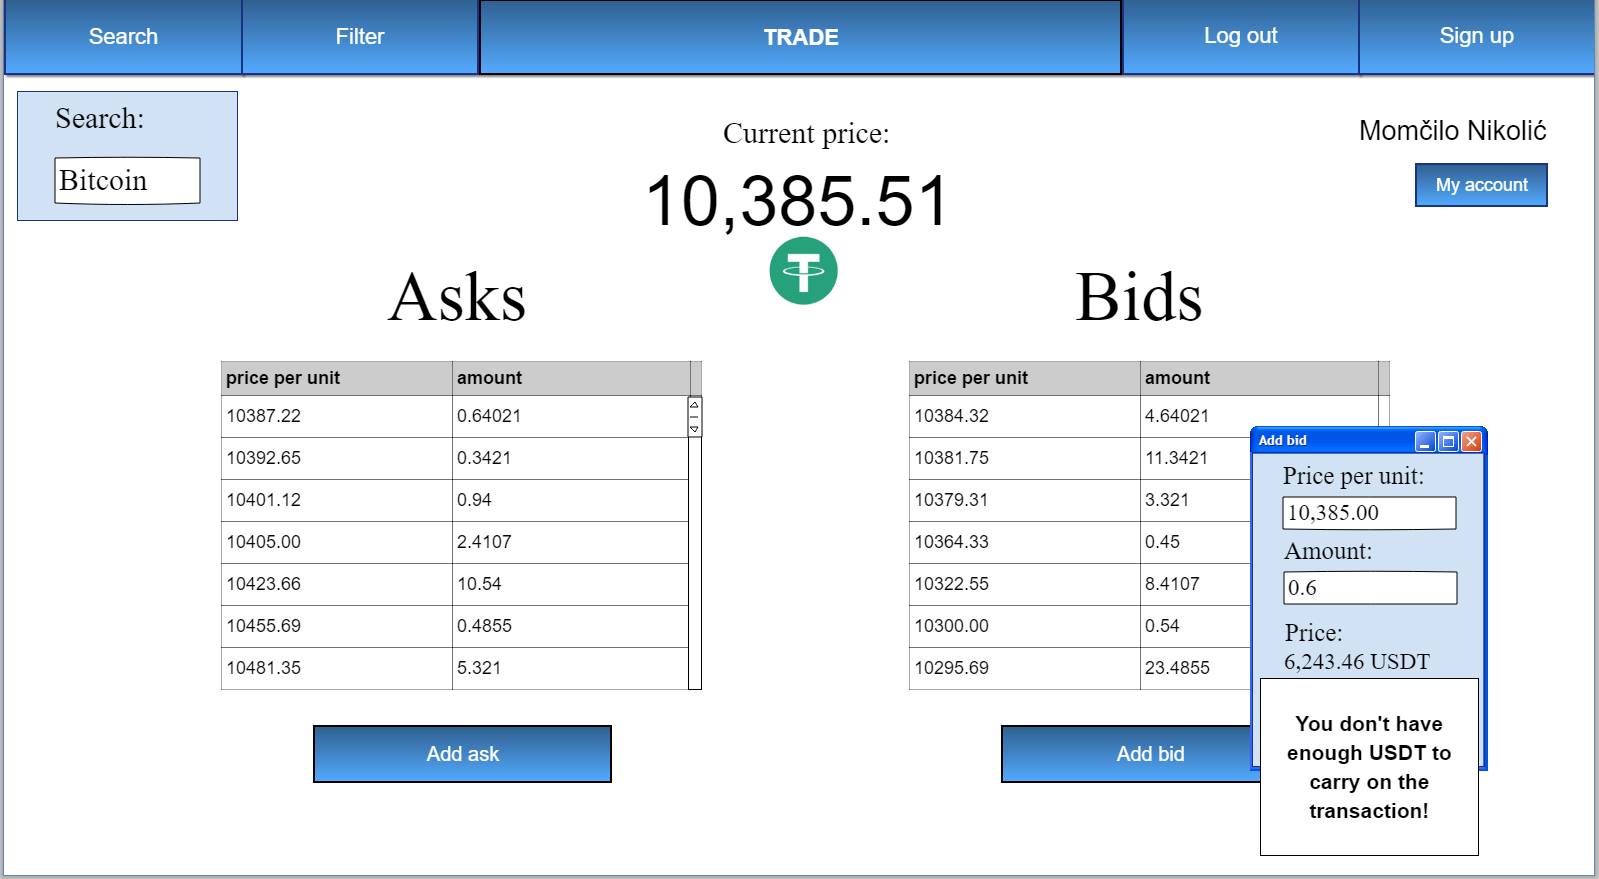 Search
Filter
TRADE
Log out
Sign up
Search:
Bitcoin
Current price:
10,385.51
Momčilo Nikolić
My account
Asks
price per unit amount
10387.22 0.64021
10392.65 0.3421
10401.12 0.94
10405.00 2.4107
10423.66 10.54
10455.69 0.4855
10481.35 5.321
Add ask
Bids
price per unit amount
10384.32 4.64021
10381.75 11.3421
10379.31 3.321
10364.33 0.45
10322.55 8.4107
10300.00 0.54
10295.69 23.4855
Add bid
Add bid
Price per unit:
10,385.00
Amount:
0.6
Price:
6,243.46 USDT
You don't have
enough USDT to
carry on the
transaction!